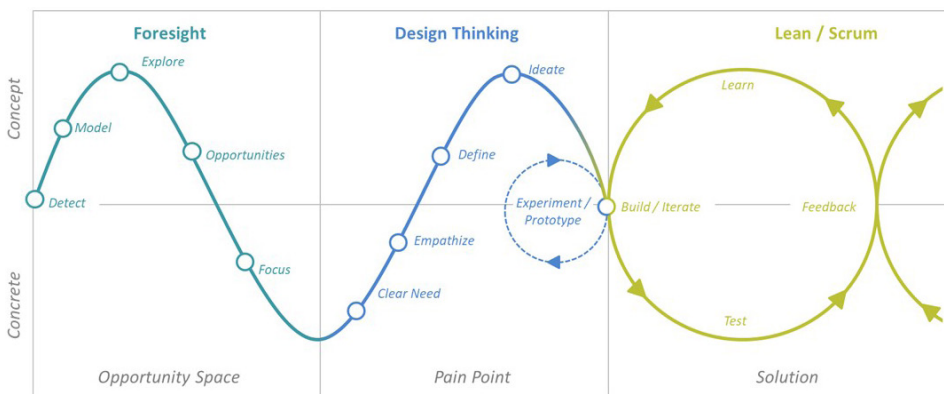 Foresight
Design Thinking
Lean / Scrum
Concept
Concrete
Explore
Model
Opportunities
Detect
Focus
Ideate
Define
Experiment /
Prototype
Empathize
Clear Need
Learn
Build / Iterate
Feedback
Test
Opportunity Space
Pain Point
Solution